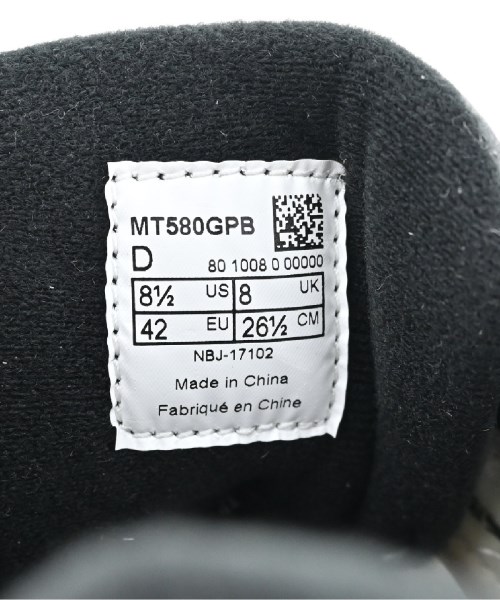 MT580GPB
D 80 1008 0 00000
8½ US 8 UK
42 EU 26½ CM
NBJ-17102
Made in China
Fabriqué en Chine